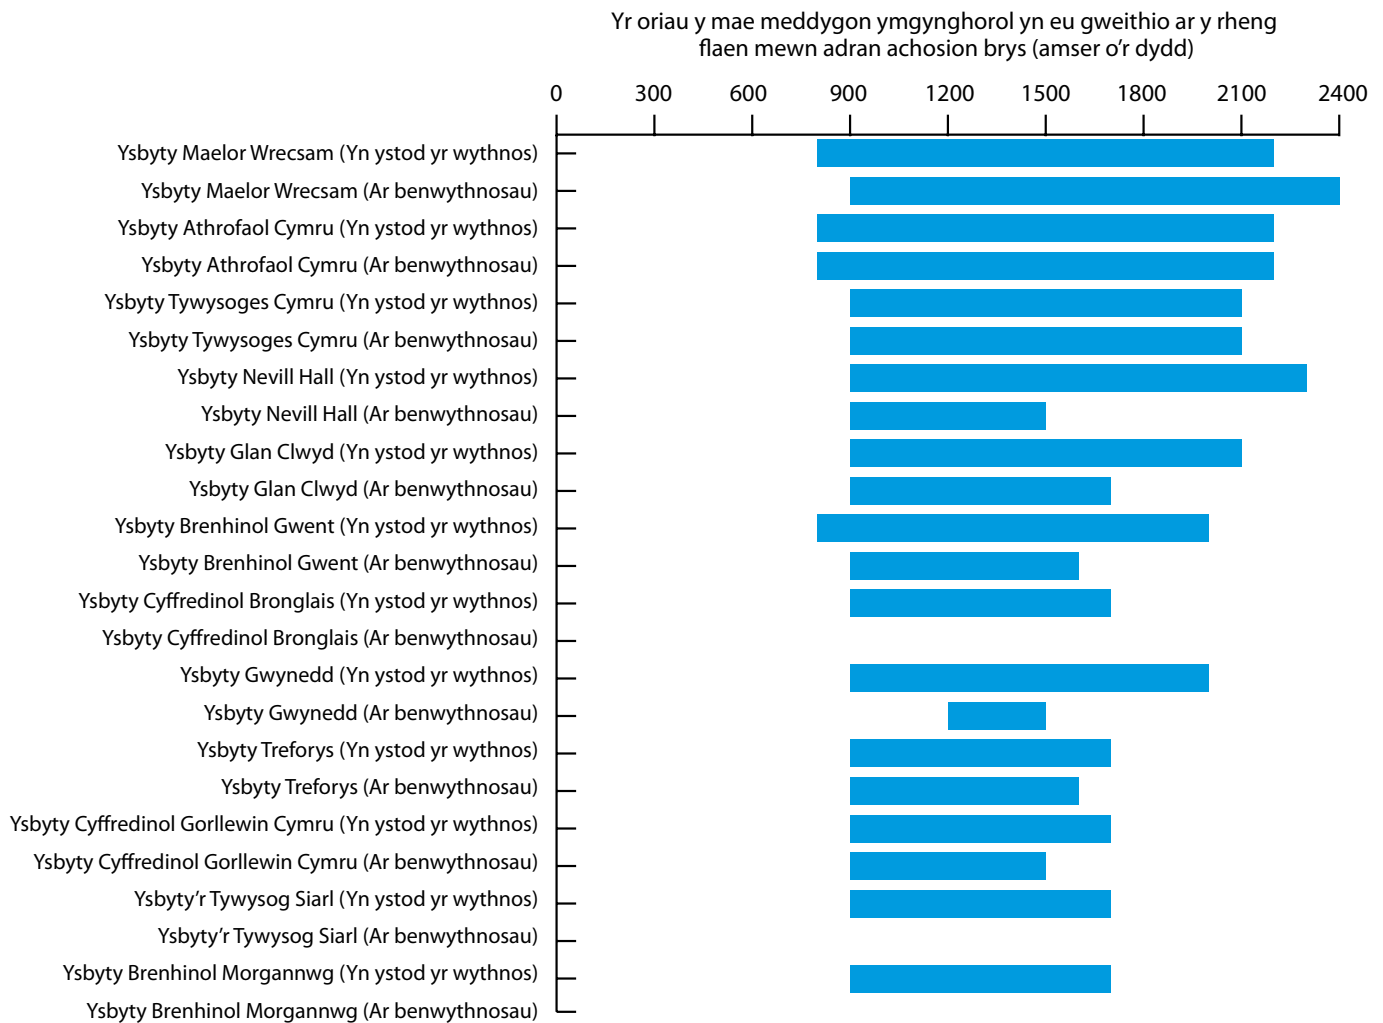 Yr oriau y mae meddygon ymgynghorol yn eu gweithio ar y rheng
flaen mewn adran achosion brys (amser o'r dydd)
0 300 600 900 1200 1500 1800 2100 2400
Ysbyty Maelor Wrecsam (Yn ystod yr wythnos)
Ysbyty Maelor Wrecsam (Ar benwythnosau)
Ysbyty Athrofaol Cymru (Yn ystod yr wythnos)
Ysbyty Athrofaol Cymru (Ar benwythnosau)
Ysbyty Tywysoges Cymru (Yn ystod yr wythnos)
Ysbyty Tywysoges Cymru (Ar benwythnosau)
Ysbyty Nevill Hall (Yn ystod yr wythnos)
Ysbyty Nevill Hall (Ar benwythnosau)
Ysbyty Glan Clwyd (Yn ystod yr wythnos)
Ysbyty Glan Clwyd (Ar benwythnosau)
Ysbyty Brenhinol Gwent (Yn ystod yr wythnos)
Ysbyty Brenhinol Gwent (Ar benwythnosau)
Ysbyty Cyffredinol Bronglais (Yn ystod yr wythnos)
Ysbyty Cyffredinol Bronglais (Ar benwythnosau)
Ysbyty Gwynedd (Yn ystod yr wythnos)
Ysbyty Gwynedd (Ar benwythnosau)
Ysbyty Treforys (Yn ystod yr wythnos)
Ysbyty Treforys (Ar benwythnosau)
Ysbyty Cyffredinol Gorllewin Cymru (Yn ystod yr wythnos)
Ysbyty Cyffredinol Gorllewin Cymru (Ar benwythnosau)
Ysbyty'r Tywysog Siarl (Yn ystod yr wythnos)
Ysbyty'r Tywysog Siarl (Ar benwythnosau)
Ysbyty Brenhinol Morgannwg (Yn ystod yr wythnos)
Ysbyty Brenhinol Morgannwg (Ar benwythnosau)